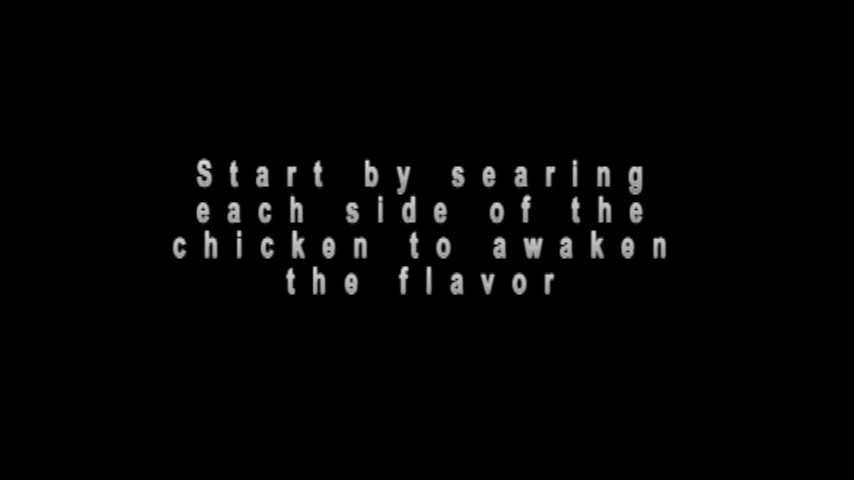 Start by searing
each side of the
chicken to awaken
the flavor